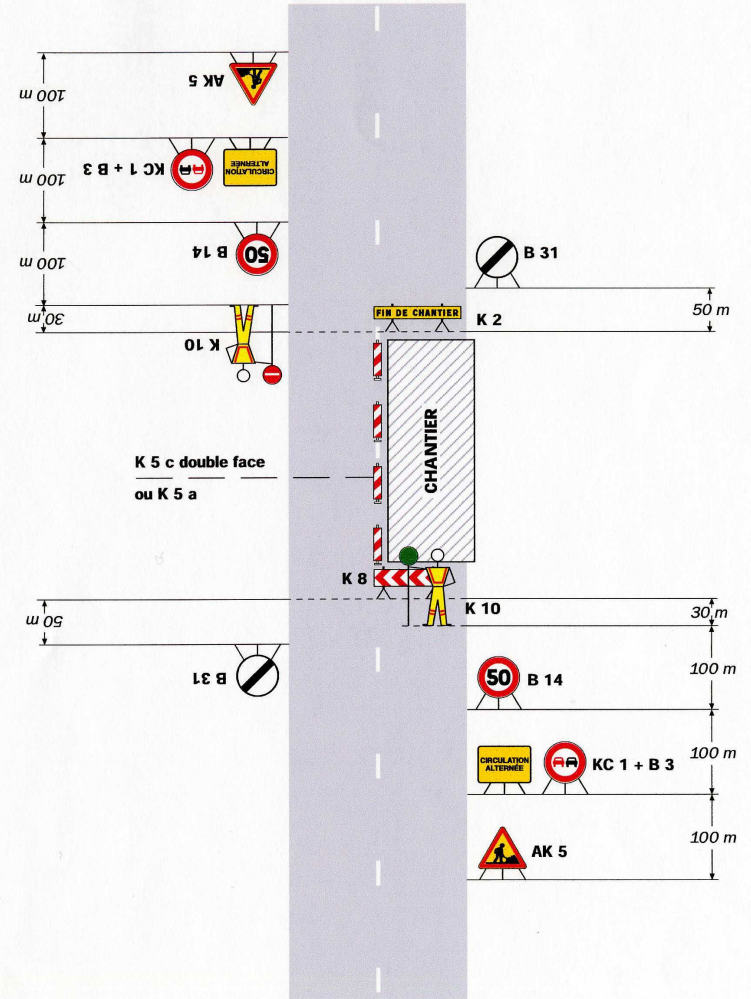 AK 5
100 m
KC 1 + B 3
CIRCULATION
ALTERNÉE
100 m
B 14
50
100 m
B 31
50 m
FIN DE CHANTIER
K 2
30 m
K 10
CHANTIER
K 5 c double face
ou K 5 a
K 8
K 10
30 m
50 m
B 31
50
B 14
100 m
CIRCULATION
ALTERNÉE
KC 1 + B 3
100 m
AK 5
100 m